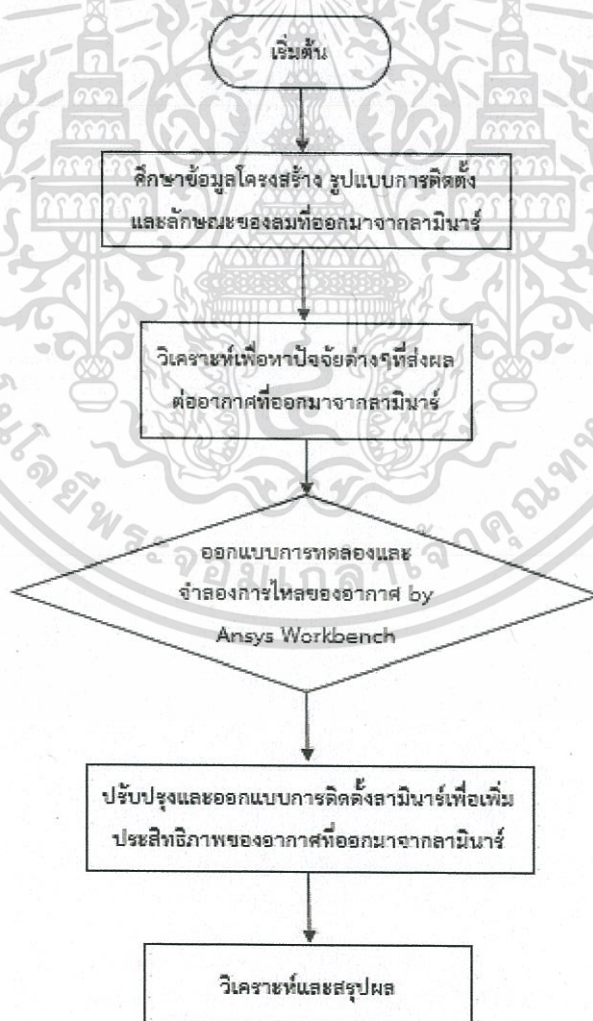 เริ่มต้น
ศึกษาข้อมูลโครงสร้าง รูปแบบการติดตั้ง
และลักษณะของลมที่ออกมาจากลามินาร์
วิเคราะห์เพื่อหาปัจจัยต่างๆที่ส่งผล
ต่ออากาศที่ออกมาจากลามินาร์
ออกแบบการทดลองและ
จำลองการไหลของอากาศ by
Ansys Workbench
ปรับปรุงและออกแบบการติดตั้งลามินาร์เพื่อเพิ่ม
ประสิทธิภาพของอากาศที่ออกมาจากลามินาร์
วิเคราะห์และสรุปผล